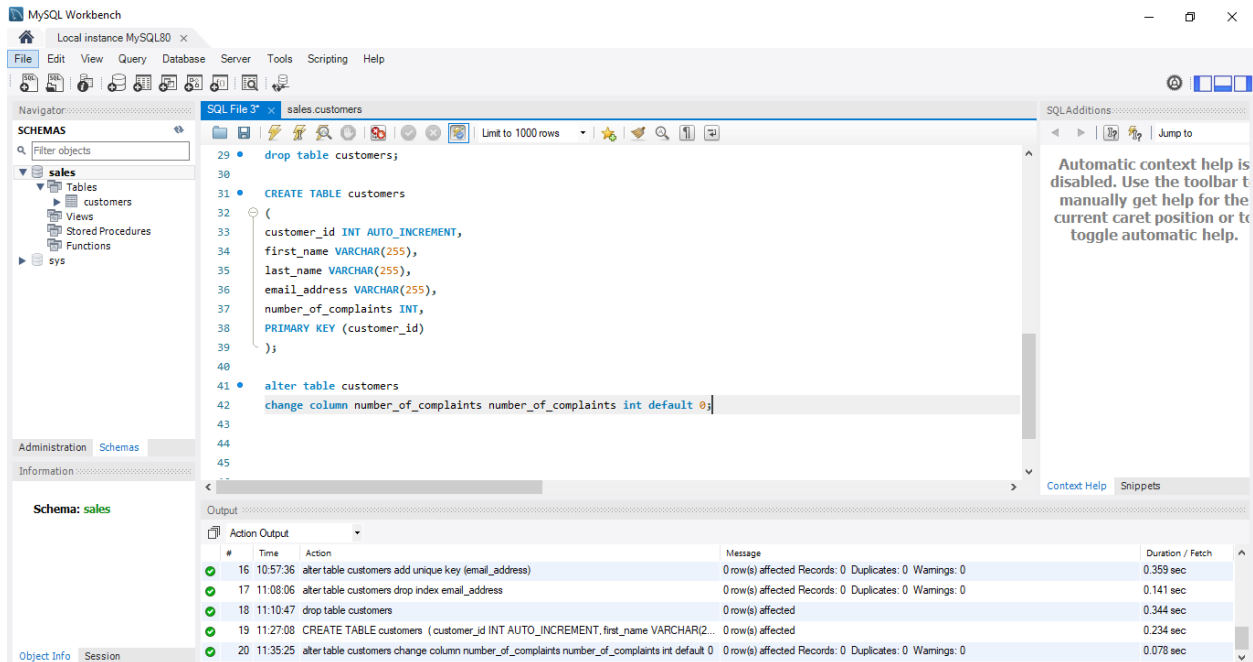 MySQL Workbench
Local instance MySQL80 ×
File Edit View Query Database Server Tools Scripting Help
Navigator
SCHEMAS
Filter objects
sales
Tables
customers
Views
Stored Procedures
Functions
sys
Administration Schemas
Information
Schema: sales
Object Info Session
SQL File 3* × sales.customers
Limit to 1000 rows
29 drop table customers;
30
31 CREATE TABLE customers
32 (
33 customer_id INT AUTO_INCREMENT,
34 first_name VARCHAR(255),
35 last_name VARCHAR(255),
36 email_address VARCHAR(255),
37 number_of_complaints INT,
38 PRIMARY KEY (customer_id)
39 );
40
41 alter table customers
42 change column number_of_complaints number_of_complaints int default 0;
43
44
45
SQLAdditions
Jump to
Automatic context help is
disabled. Use the toolbar t
manually get help for the
current caret position or to
toggle automatic help.
Context Help Snippets
Output
Action Output
# Time Action Message Duration / Fetch
16 10:57:36 alter table customers add unique key (email_address) 0 row(s) affected Records: 0 Duplicates: 0 Warnings: 0 0.359 sec
17 11:08:06 alter table customers drop index email_address 0 row(s) affected Records: 0 Duplicates: 0 Warnings: 0 0.141 sec
18 11:10:47 drop table customers 0 row(s) affected 0.344 sec
19 11:27:08 CREATE TABLE customers ( customer_id INT AUTO_INCREMENT, first_name VARCHAR(2... 0 row(s) affected 0.234 sec
20 11:35:25 alter table customers change column number_of_complaints number_of_complaints int default 0 0 row(s) affected Records: 0 Duplicates: 0 Warnings: 0 0.078 sec